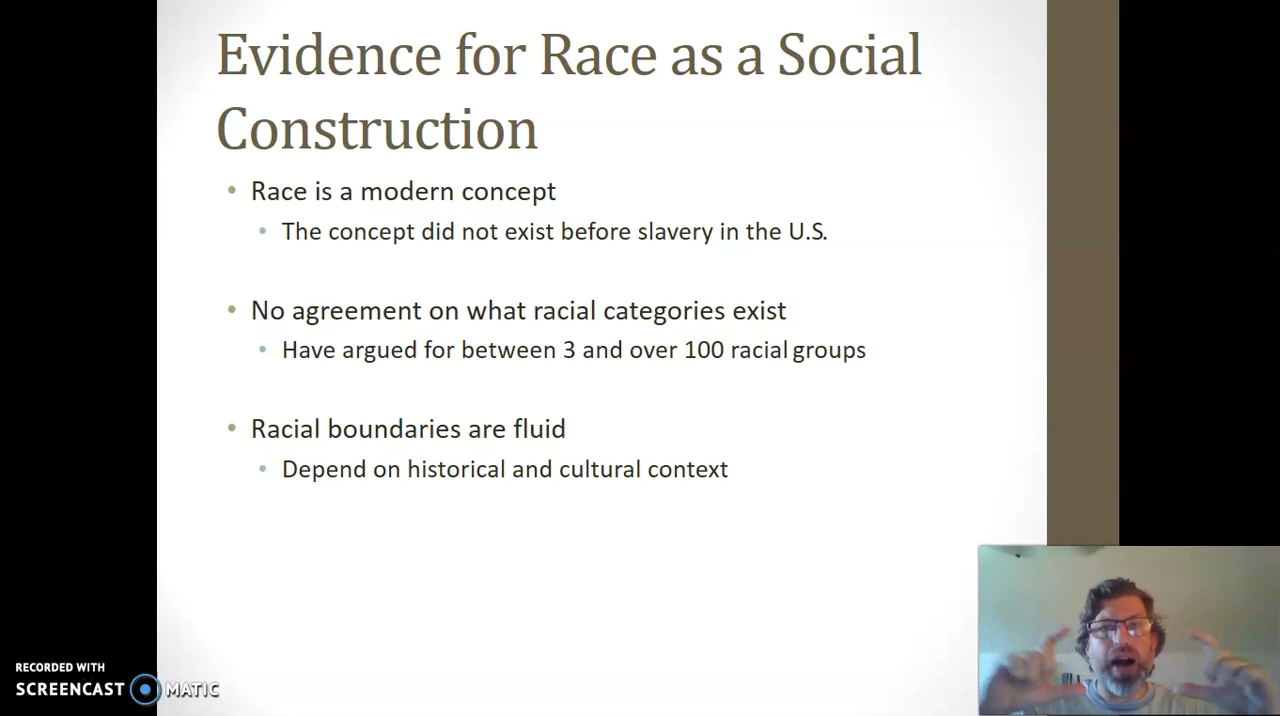 Evidence for Race as a Social
Construction
• Race is a modern concept
• The concept did not exist before slavery in the U.S.
• No agreement on what racial categories exist
• Have argued for between 3 and over 100 racial groups
• Racial boundaries are fluid
• Depend on historical and cultural context
RECORDED WITH
SCREENCAST MATIC